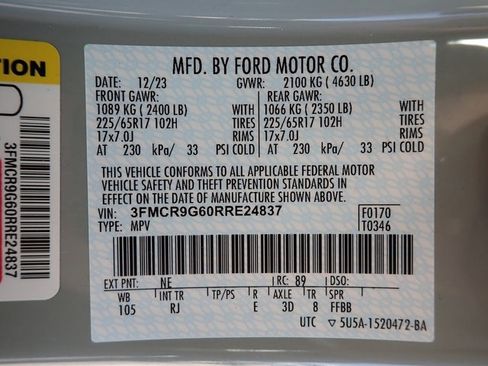 TION
3FMCR9G60RRE24837
MFD. BY FORD MOTOR CO.
DATE: 12/23 GVWR: 2100 KG ( 4630 LB)
FRONT GAWR: REAR GAWR:
1089 KG ( 2400 LB) WITH 1066 KG ( 2350 LB) WITH
225/65R17 102H TIRES 225/65R17 102H TIRES
17x7.0J RIMS 17x7.0J RIMS
AT 230 kPa/ 33 PSI COLD AT 230 kPa/ 33 PSI COLD
THIS VEHICLE CONFORMS TO ALL APPLICABLE FEDERAL MOTOR
VEHICLE SAFETY AND THEFT PREVENTION STANDARDS IN
EFFECT ON THE DATE OF MANUFACTURE SHOWN ABOVE.
VIN: 3FMCR9G60RRE24837 F0170
TYPE: MPV T0346
EXT PNT: NE RC: 89 DSO:
WB INT TR TP/PS R AXLE TR SPR
105 RJ E 3D 8 FFBB
UTC 5U5A-1520472-BA